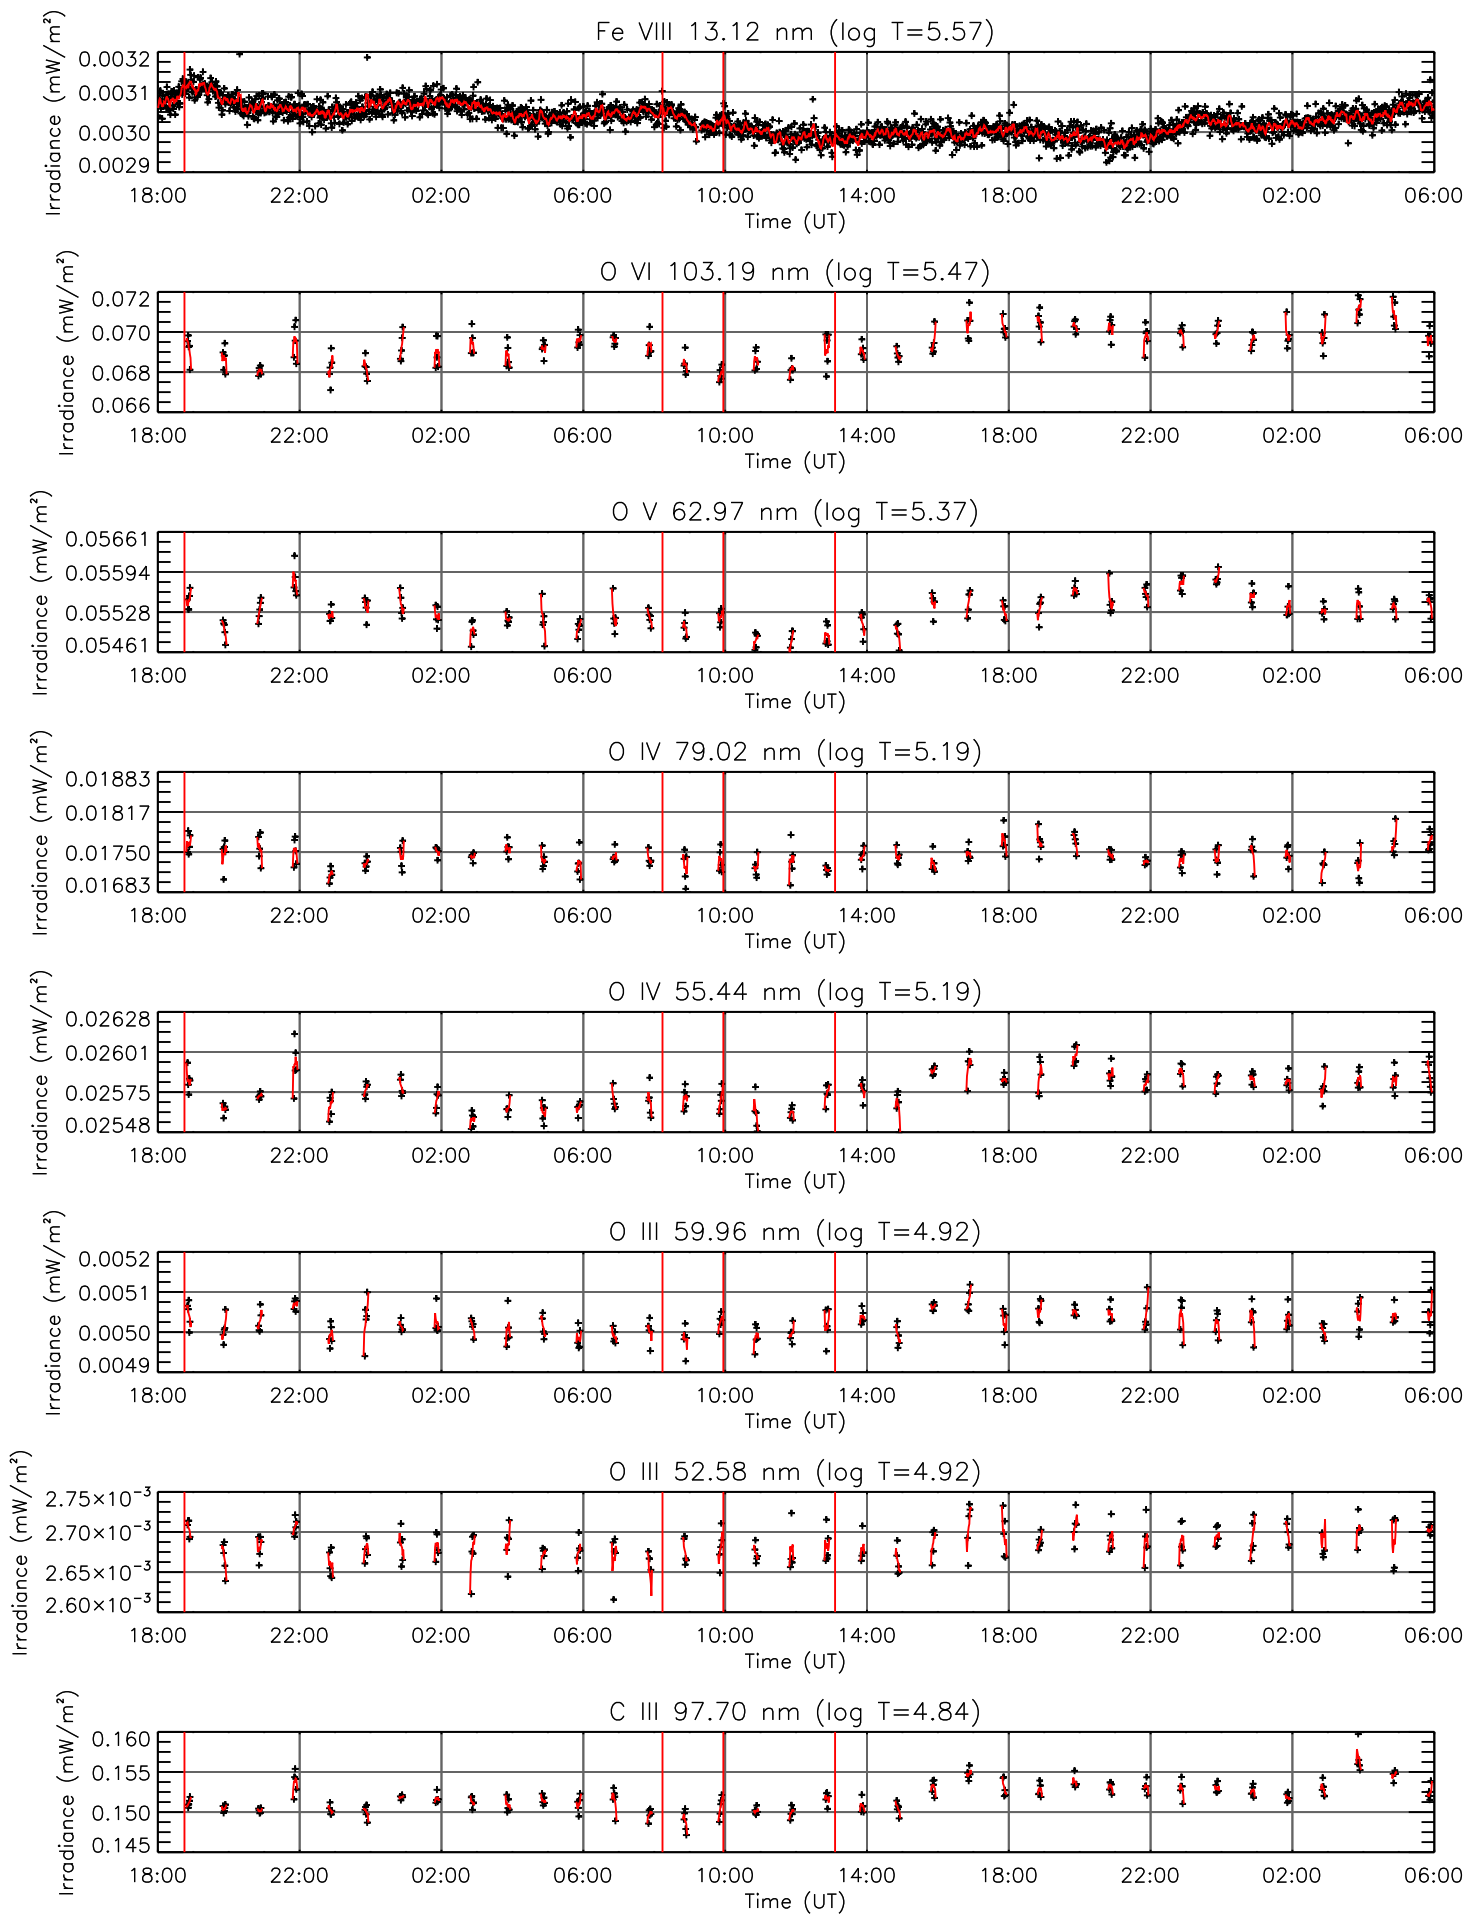 Fe VIII 13.12 nm (log T=5.57)
Irradiance (mW/m²)
0.0032
0.0031
0.0030
0.0029
18:00 22:00 02:00 06:00 10:00 14:00 18:00 22:00 02:00 06:00
Time (UT)
O VI 103.19 nm (log T=5.47)
Irradiance (mW/m²)
0.072
0.070
0.068
0.066
18:00 22:00 02:00 06:00 10:00 14:00 18:00 22:00 02:00 06:00
Time (UT)
O V 62.97 nm (log T=5.37)
Irradiance (mW/m²)
0.05661
0.05594
0.05528
0.05461
18:00 22:00 02:00 06:00 10:00 14:00 18:00 22:00 02:00 06:00
Time (UT)
O IV 79.02 nm (log T=5.19)
Irradiance (mW/m²)
0.01883
0.01817
0.01750
0.01683
18:00 22:00 02:00 06:00 10:00 14:00 18:00 22:00 02:00 06:00
Time (UT)
O IV 55.44 nm (log T=5.19)
Irradiance (mW/m²)
0.02628
0.02601
0.02575
0.02548
18:00 22:00 02:00 06:00 10:00 14:00 18:00 22:00 02:00 06:00
Time (UT)
O III 59.96 nm (log T=4.92)
Irradiance (mW/m²)
0.0052
0.0051
0.0050
0.0049
18:00 22:00 02:00 06:00 10:00 14:00 18:00 22:00 02:00 06:00
Time (UT)
O III 52.58 nm (log T=4.92)
Irradiance (mW/m²)
2.75×10⁻³
2.70×10⁻³
2.65×10⁻³
2.60×10⁻³
18:00 22:00 02:00 06:00 10:00 14:00 18:00 22:00 02:00 06:00
Time (UT)
C III 97.70 nm (log T=4.84)
Irradiance (mW/m²)
0.160
0.155
0.150
0.145
18:00 22:00 02:00 06:00 10:00 14:00 18:00 22:00 02:00 06:00
Time (UT)